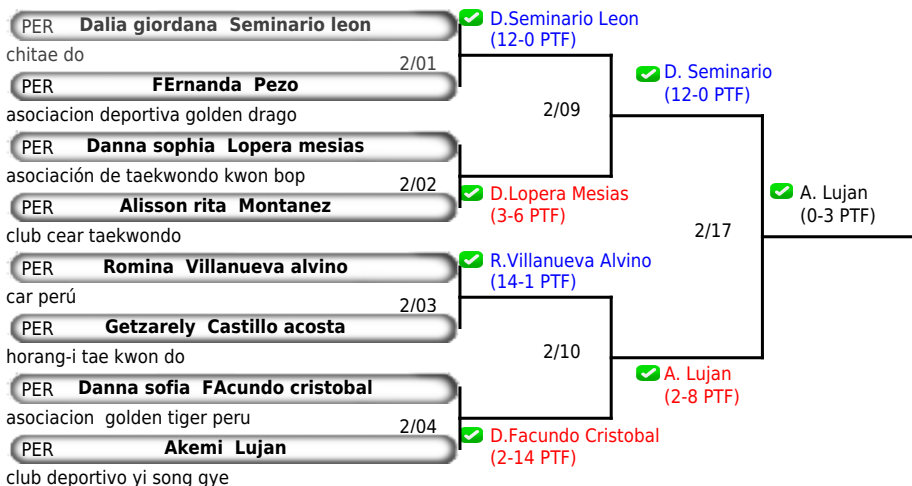 PER Dalia giordana Seminario leon
chitae do
2/01
PER FErnanda Pezo
asociacion deportiva golden drago
PER Danna sophia Lopera mesias
asociación de taekwondo kwon bop
2/02
PER Alisson rita Montanez
club cear taekwondo
PER Romina Villanueva alvino
car perú
2/03
PER Getzarely Castillo acosta
horang-i tae kwon do
PER Danna sofia FAcundo cristobal
asociacion golden tiger peru
2/04
PER Akemi Lujan
club deportivo yi song gye
D.Seminario Leon
(12-0 PTF)
2/09
D.Lopera Mesias
(3-6 PTF)
R.Villanueva Alvino
(14-1 PTF)
2/10
D.Facundo Cristobal
(2-14 PTF)
D. Seminario
(12-0 PTF)
2/17
A. Lujan
(2-8 PTF)
A. Lujan
(0-3 PTF)